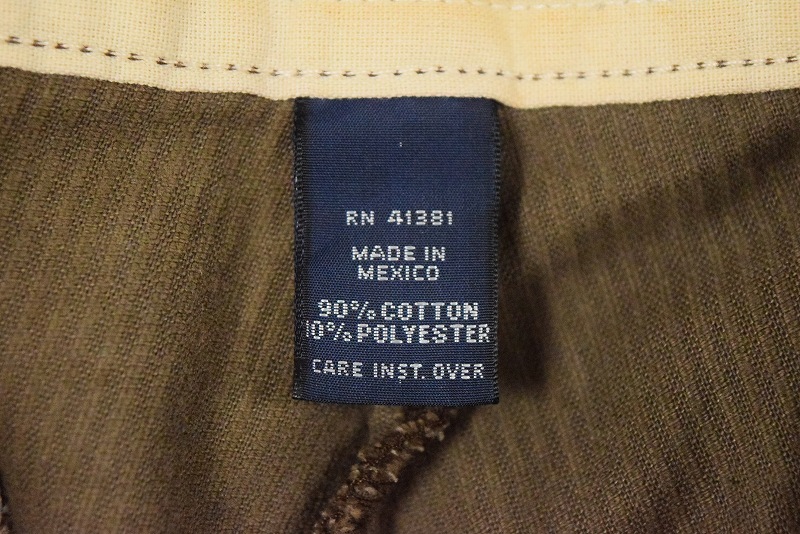 RN 41381
MADE IN
MEXICO
90% COTTON
10% POLYESTER
CARE INST. OVER